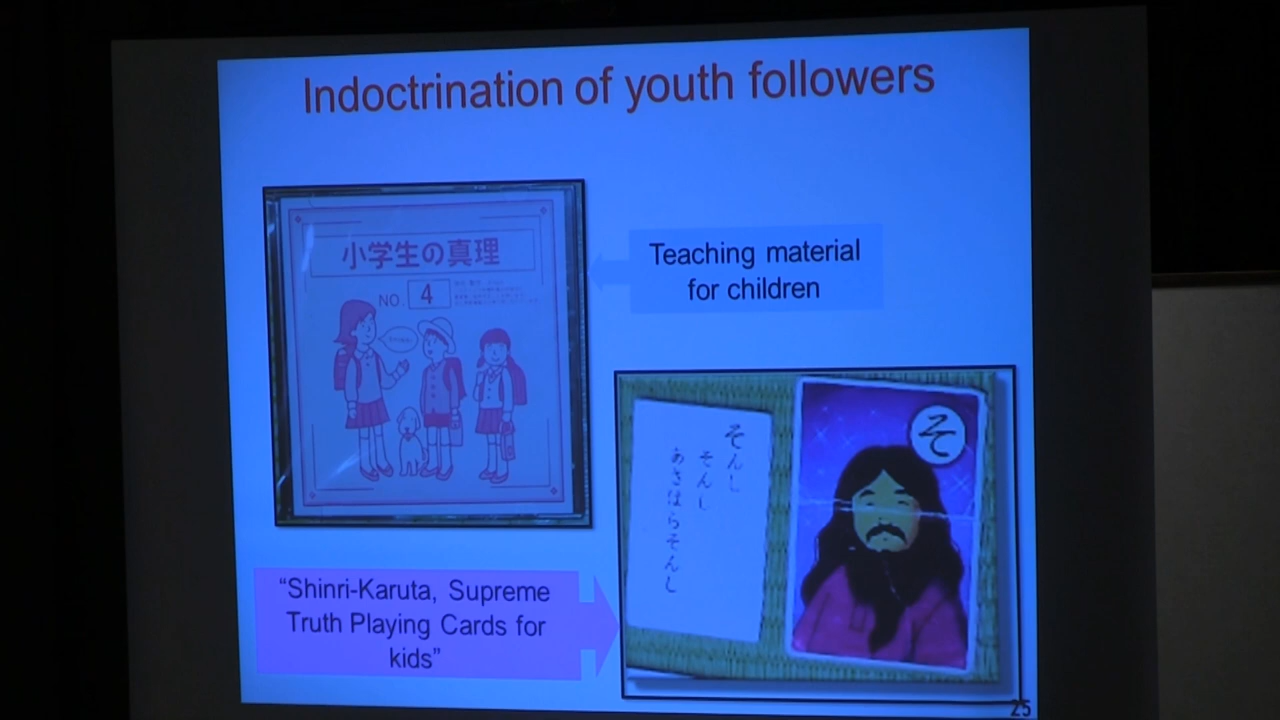 Indoctrination of youth followers
小学生の真理
NO. 4
Teaching material
for children
そ
そんし
そんし
あさはらそんし
“Shinri-Karuta, Supreme
Truth Playing Cards for
kids”
25